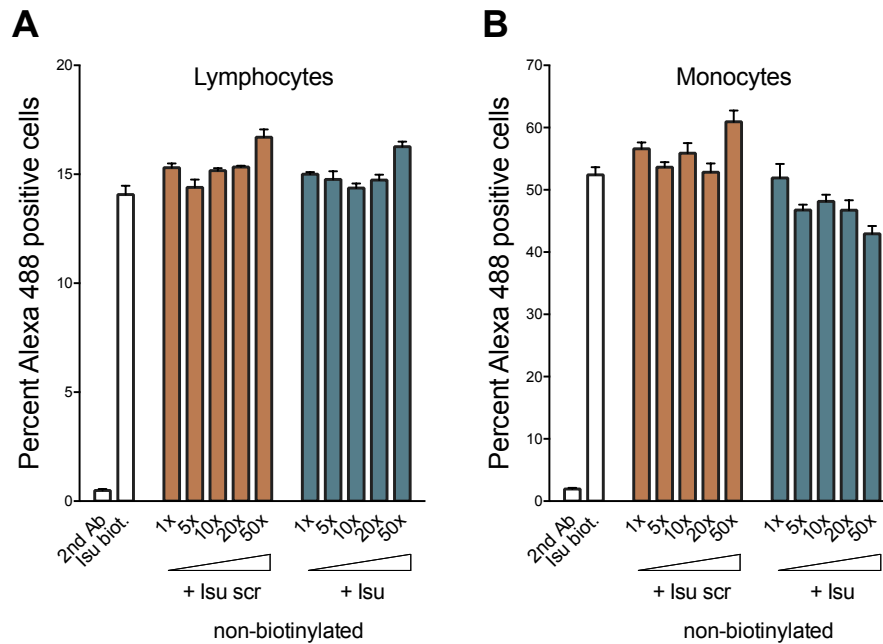 A
Lymphocytes
Percent Alexa 488 positive cells
20
15
10
5
0
2nd Ab
Isu biot.
1x
5x
10x
20x
50x
1x
5x
10x
20x
50x
+ Isu scr
+ Isu
non-biotinylated
B
Monocytes
Percent Alexa 488 positive cells
70
60
50
40
30
20
10
0
2nd Ab
Isu biot.
1x
5x
10x
20x
50x
1x
5x
10x
20x
50x
+ Isu scr
+ Isu
non-biotinylated